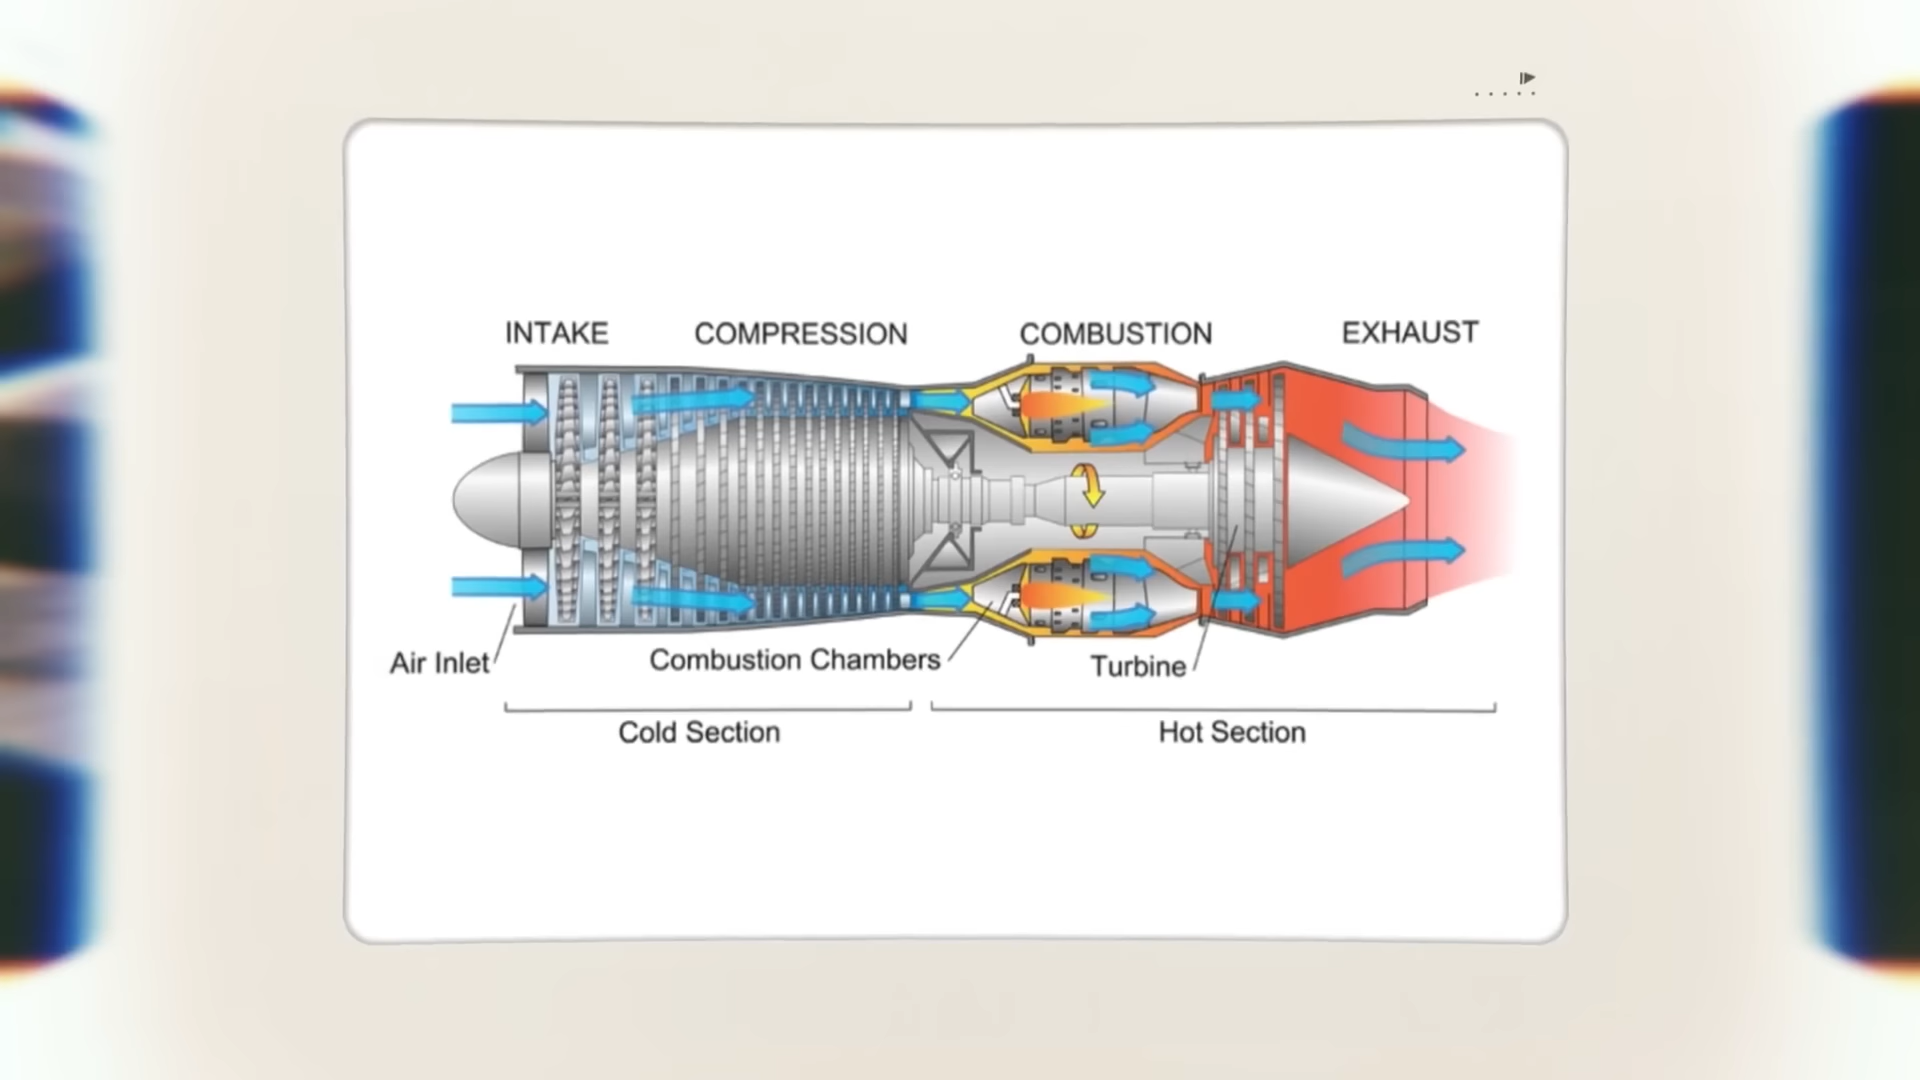 INTAKE COMPRESSION COMBUSTION EXHAUST
Air Inlet Combustion Chambers Turbine
Cold Section Hot Section